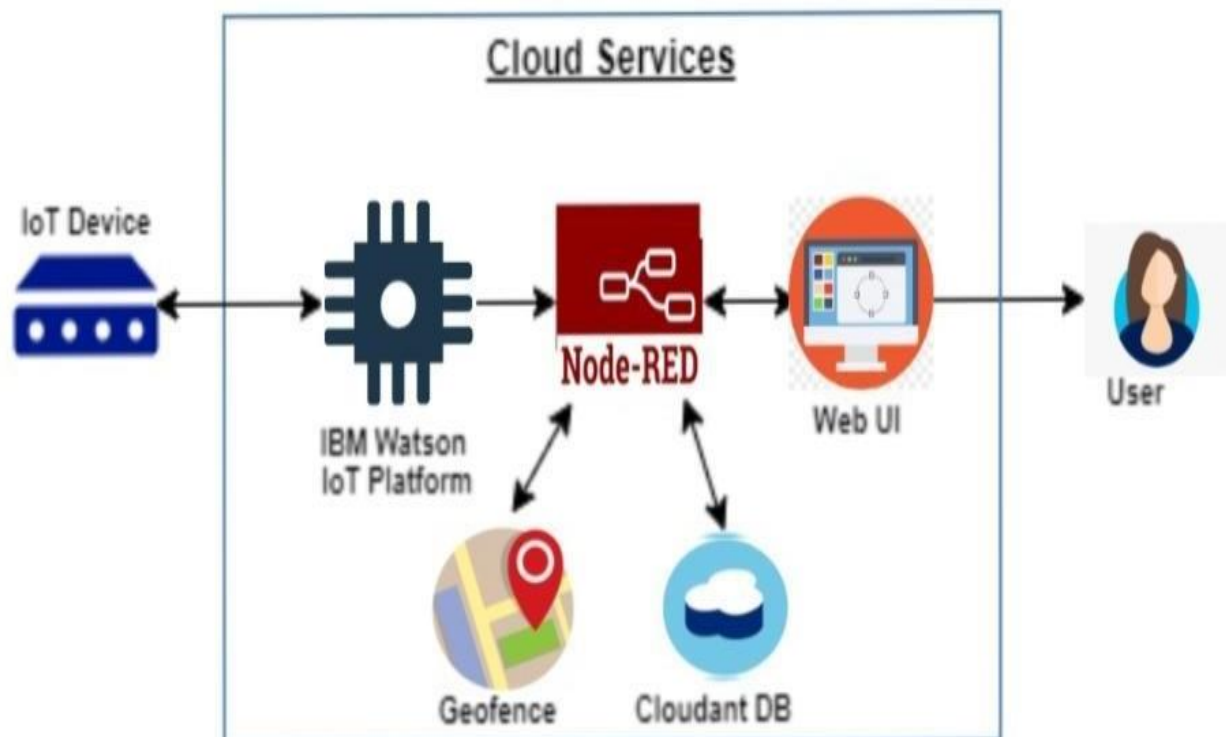 Cloud Services
IoT Device
Node-RED
Web UI
User
IBM Watson
IoT Platform
Geofence
Cloudant DB